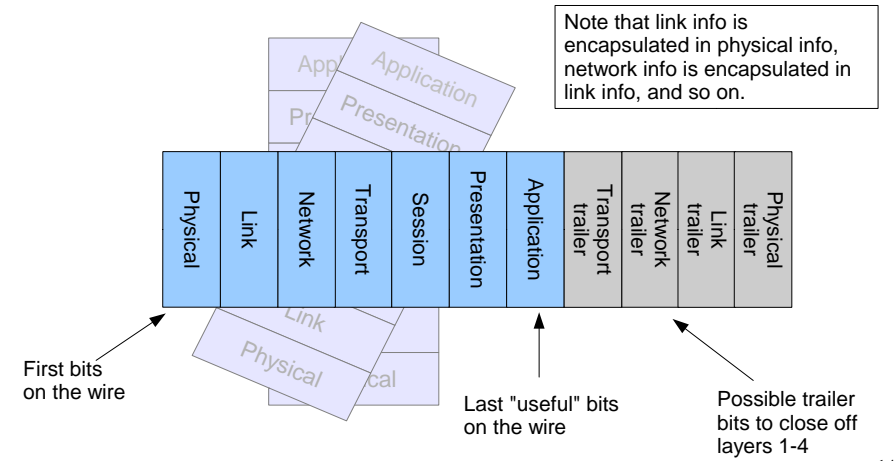 Note that link info is
encapsulated in physical info,
network info is encapsulated in
link info, and so on.
Application
Presentation
Physical
Link
Network
Transport
Session
Presentation
Application
Transport
trailer
Network
trailer
Link
trailer
Physical
trailer
Link
Physical
cal
First bits
on the wire
Last "useful" bits
on the wire
Possible trailer
bits to close off
layers 1-4